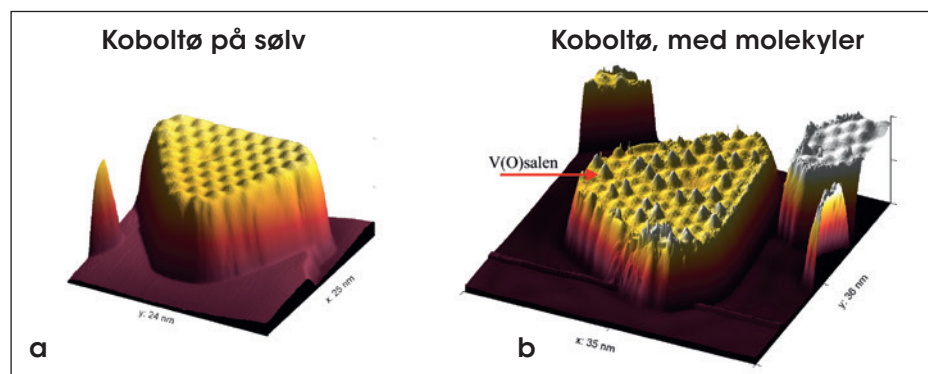 Koboltø på sølv
Koboltø, med molekyler
V(O)salen
y: 24 nm
x: 25 nm
x: 35 nm
y: 36 nm
a
b